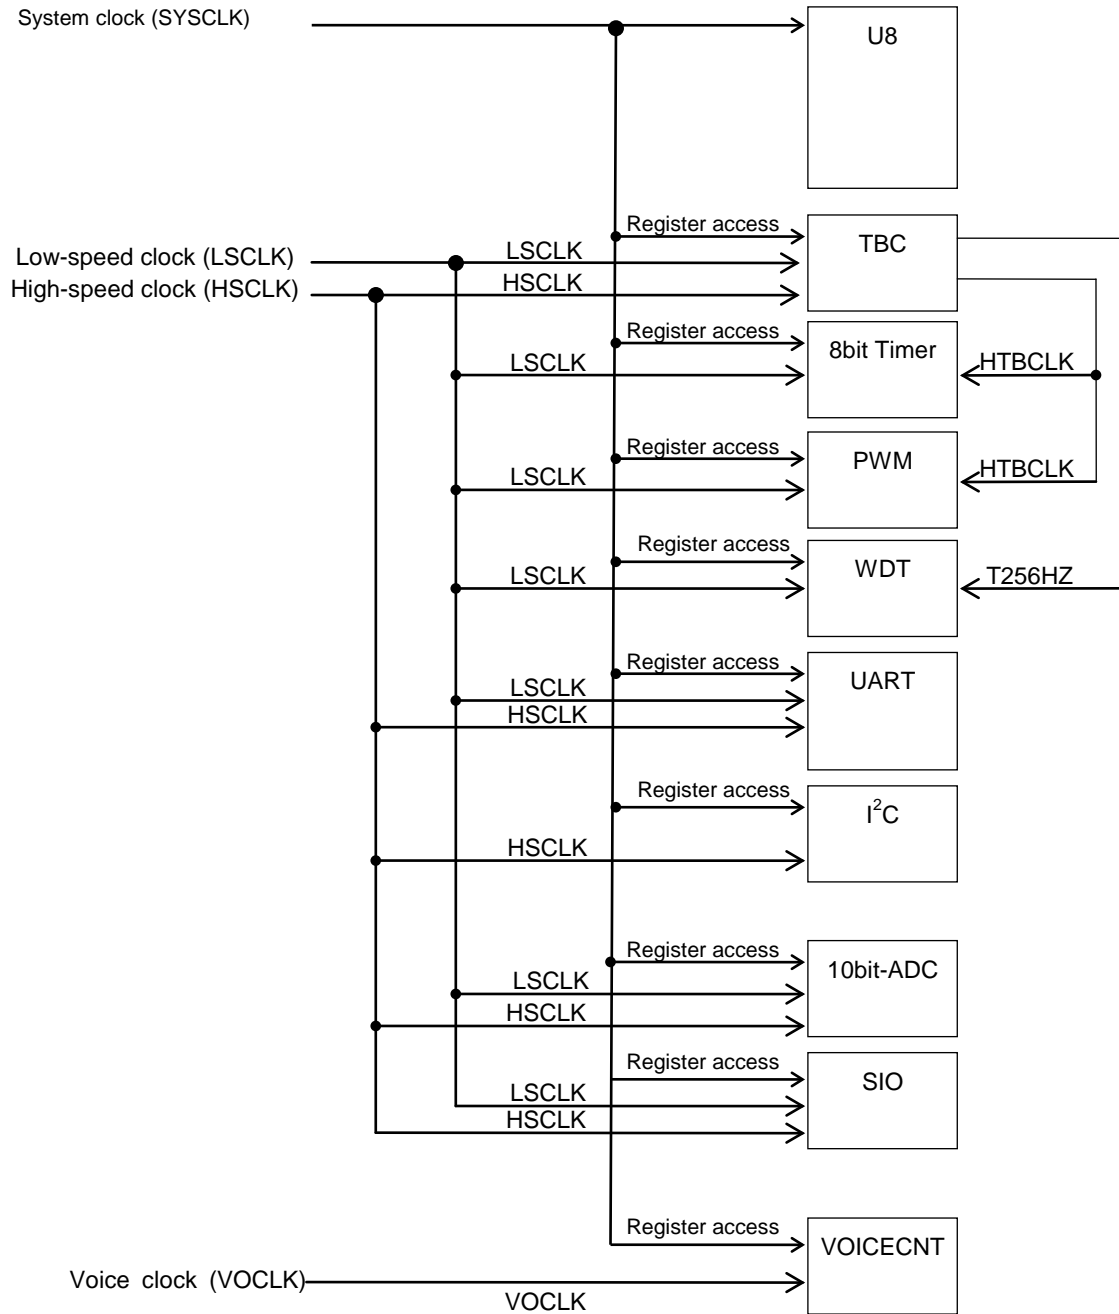 System clock (SYSCLK)
U8
Register access
TBC
Low-speed clock (LSCLK)
LSCLK
High-speed clock (HSCLK)
HSCLK
Register access
8bit Timer
LSCLK
HTBCLK
Register access
PWM
LSCLK
HTBCLK
Register access
WDT
LSCLK
T256HZ
Register access
UART
LSCLK
HSCLK
Register access
I²C
HSCLK
Register access
10bit-ADC
LSCLK
HSCLK
Register access
SIO
LSCLK
HSCLK
Register access
VOICECNT
Voice clock (VOCLK)
VOCLK